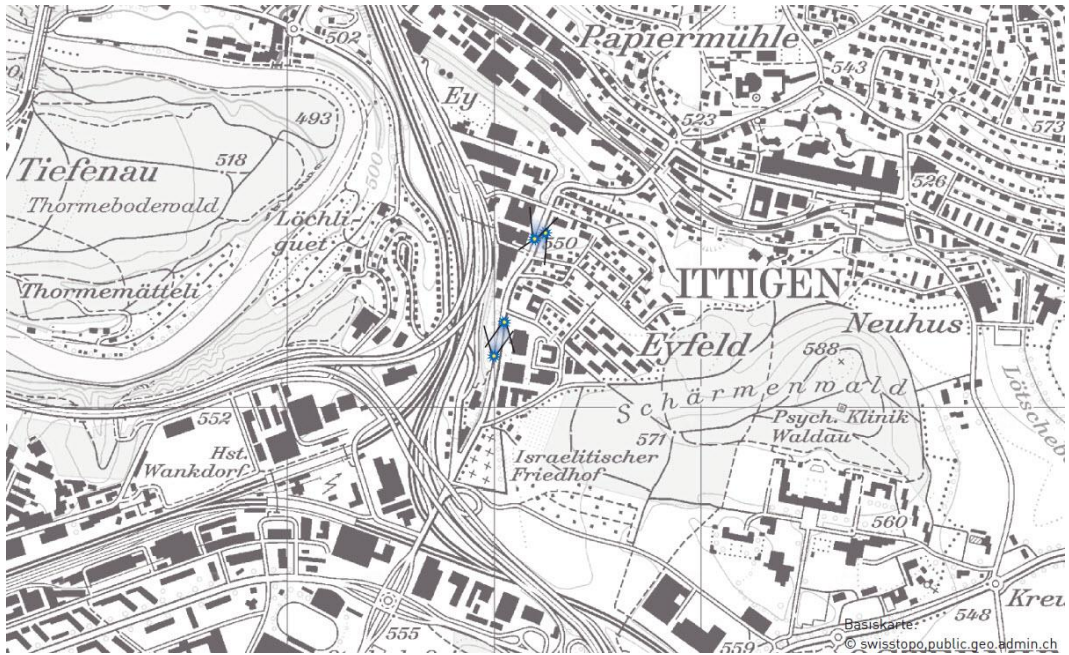 502
Papiermühle
543
Ey
493
523
573
518
500
Tiefenau
526
Thormebodewald
Löchli-
guet
550
Thormemätteli
ITTIGEN
Eyfeld
Neuhus
588
Schärmenwald
552
Psych. Klinik
Waldau
571
Hst.
Wankdorf
Israelitischer
Friedhof
560
548
555
559
Basiskarte:
© swisstopo,public.geo.admin.ch